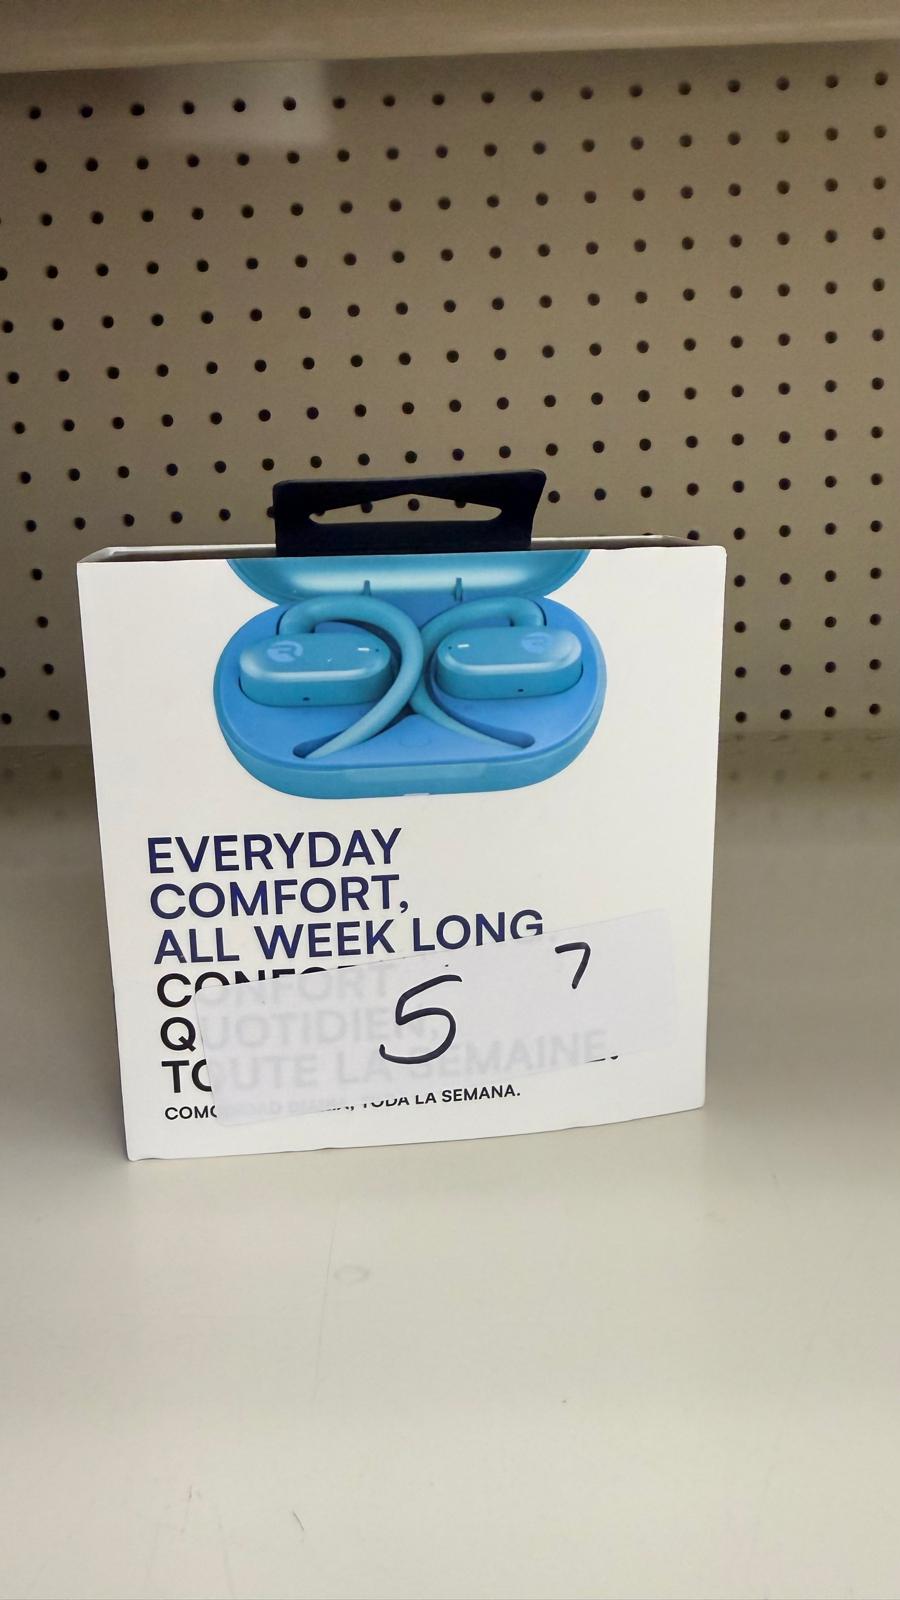 EVERYDAY
COMFORT,
ALL WEEK LONG
CONFORT
QUOTIDIEN,
TOUTE LA SEMAINE.
5 7
TODA LA SEMANA.